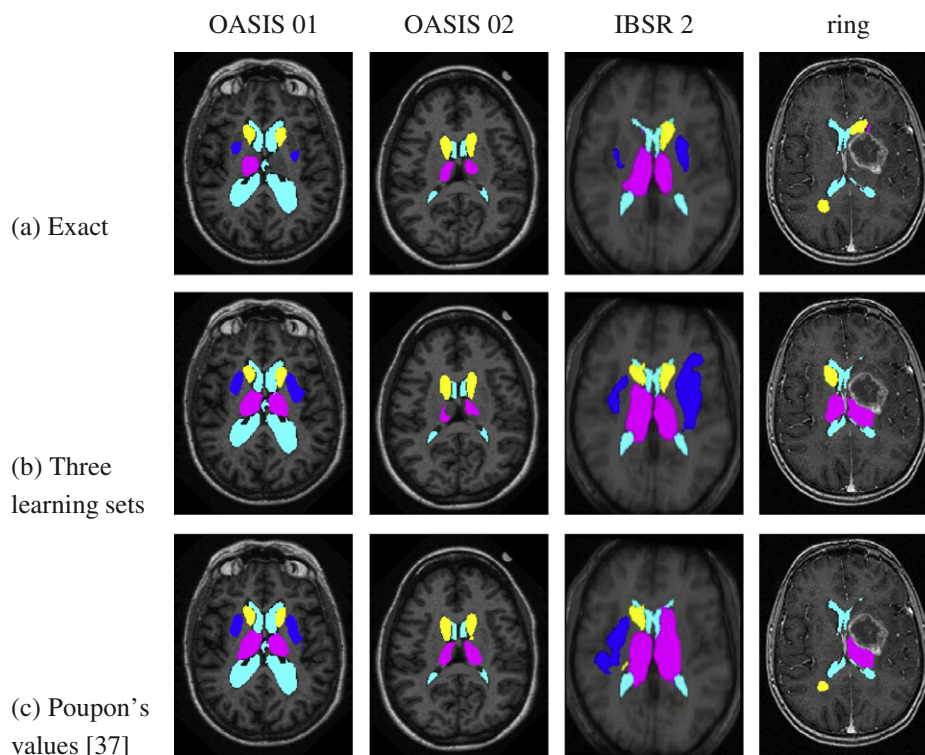 OASIS 01 OASIS 02 IBSR 2 ring
(a) Exact
(b) Three
learning sets
(c) Poupon's
values [37]